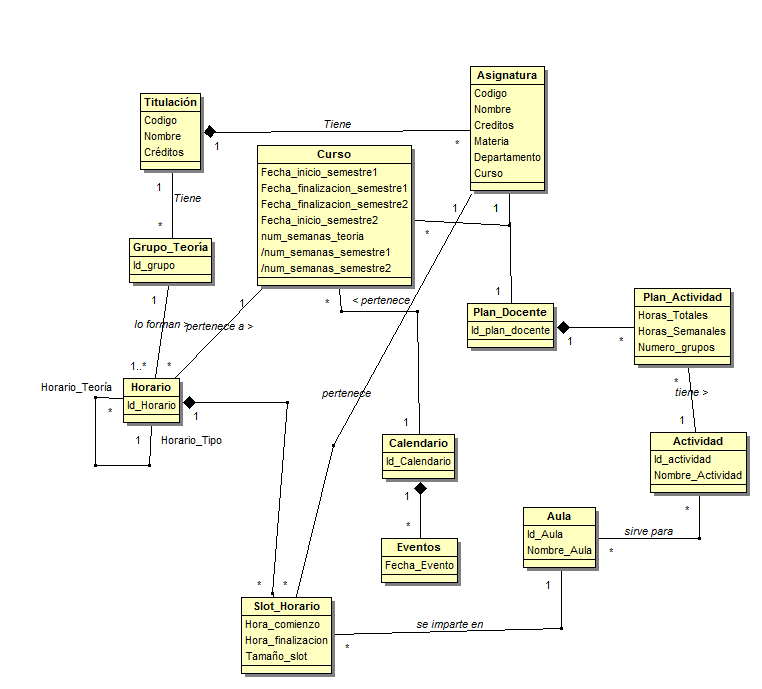 Asignatura
Codigo
Nombre
Creditos
Materia
Departamento
Curso
Titulación
Codigo
Nombre
Créditos
Tiene
1
*
Curso
Fecha_inicio_semestre1
Fecha_finalizacion_semestre1
Fecha_finalizacion_semestre2
Fecha_inicio_semestre2
num_semanas_teoria
/num_semanas_semestre1
/num_semanas_semestre2
1
Tiene
*
1
1
*
Grupo_Teoría
Id_grupo
1
1
*
< pertenece
1
Plan_Docente
Id_plan_docente
1
*
Plan_Actividad
Horas_Totales
Horas_Semanales
Numero_grupos
lo forman >
pertenece a >
1..*
*
Horario_Teoría
Horario
Id_Horario
*
1
1
Horario_Tipo
pertenece
*
tiene >
1
1
Calendario
Id_Calendario
Actividad
Id_actividad
Nombre_Actividad
1
*
Eventos
Fecha_Evento
Aula
Id_Aula
Nombre_Aula
*
sirve para
*
1
*
*
Slot_Horario
Hora_comienzo
Hora_finalizacion
Tamaño_slot
se imparte en
*